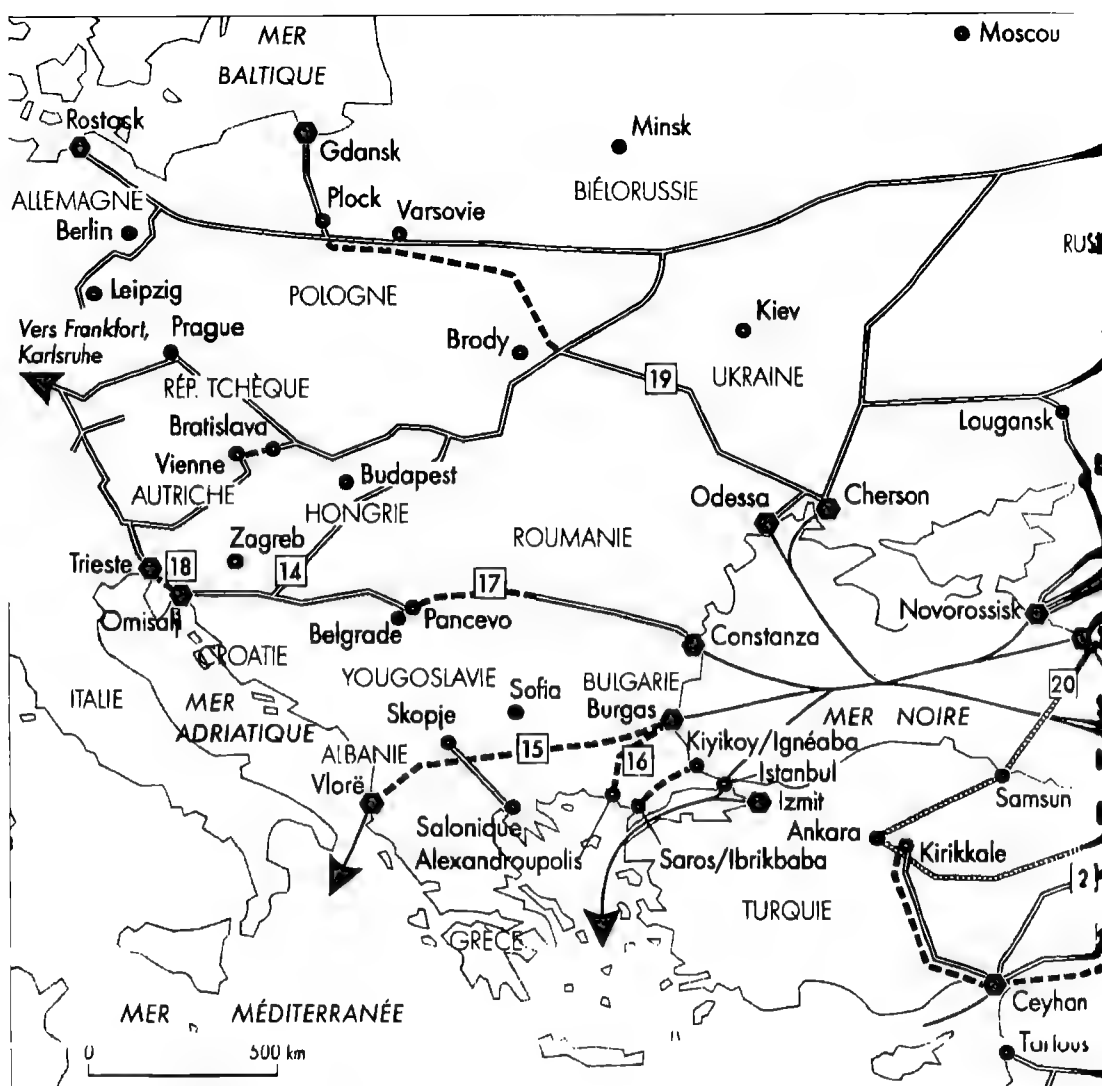 MER
BALTIQUE
Moscou
Rostock
Gdansk
Minsk
ALLEMAGNE
Plock
BIÉLORUSSIE
Berlin
Varsovie
Leipzig
POLOGNE
Vers Frankfort,
Karlsruhe
Prague
Brody
Kiev
RÉP. TCHÈQUE
19
UKRAINE
Lougansk
Bratislava
Vienne
Budapest
AUTRICHE
HONGRIE
Odessa
Cherson
Zagreb
ROUMANIE
Trieste
18
14
17
Novorossisk
Omisalj
Belgrade
Pancevo
Constanza
CROATIE
YOUGOSLAVIE
BULGARIE
20
ITALIE
MER
ADRIATIQUE
Sofia
Burgas
MER NOIRE
Skopje
15
16
Kiyikoy/Ignéaba
ALBANIE
Istanbul
Vlorë
Izmit
Samsun
Salonique
Ankara
Alexandroupolis
Saros/Ibrikbaba
Kirikkale
2
TURQUIE
GRÈCE
MER MÉDITERRANÉE
Ceyhan
0 500 km